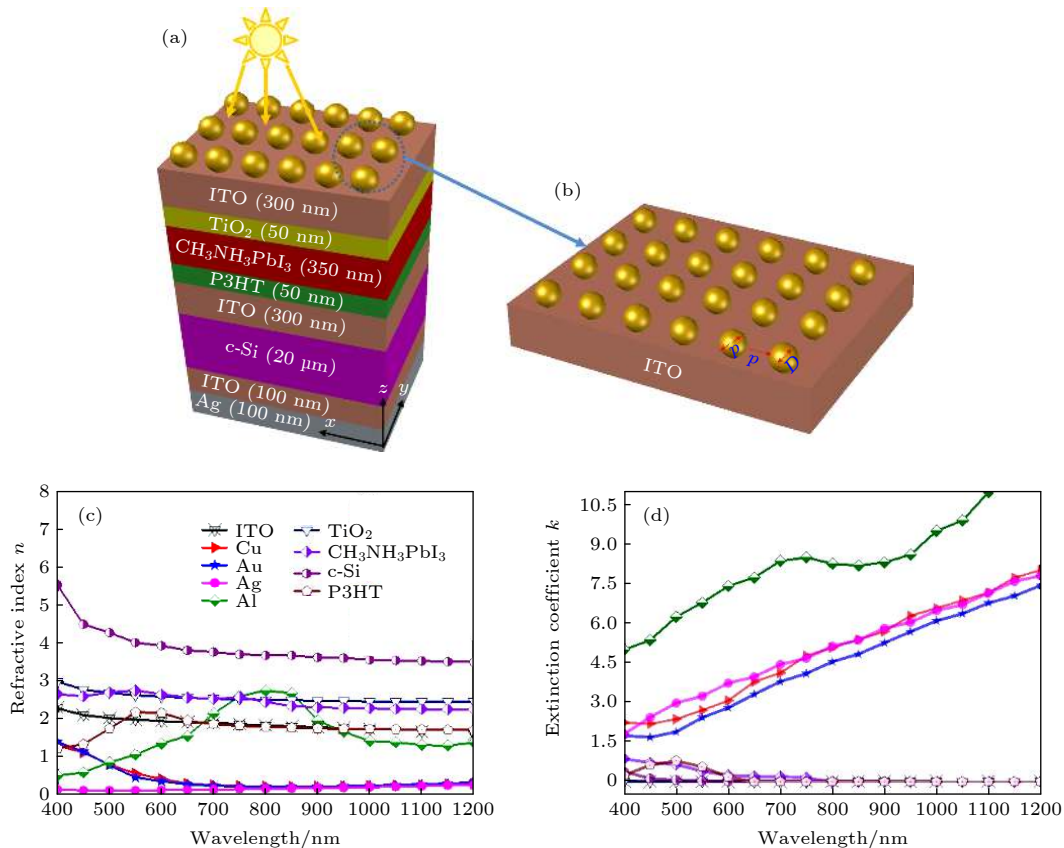 (a)
ITO (300 nm)
TiO₂ (50 nm)
CH₃NH₃PbI₃ (350 nm)
P3HT (50 nm)
ITO (300 nm)
c-Si (20 μm)
ITO (100 nm)
Ag (100 nm)
z
y
x
(b)
p
p
D
ITO
(c)
ITO
Cu
Au
Ag
Al
TiO₂
CH₃NH₃PbI₃
c-Si
P3HT
Refractive index n
8
7
6
5
4
3
2
1
0
400 500 600 700 800 900 1000 1100 1200
Wavelength/nm
(d)
Extinction coefficient k
10.5
9.0
7.5
6.0
4.5
3.0
1.5
0
400 500 600 700 800 900 1000 1100 1200
Wavelength/nm